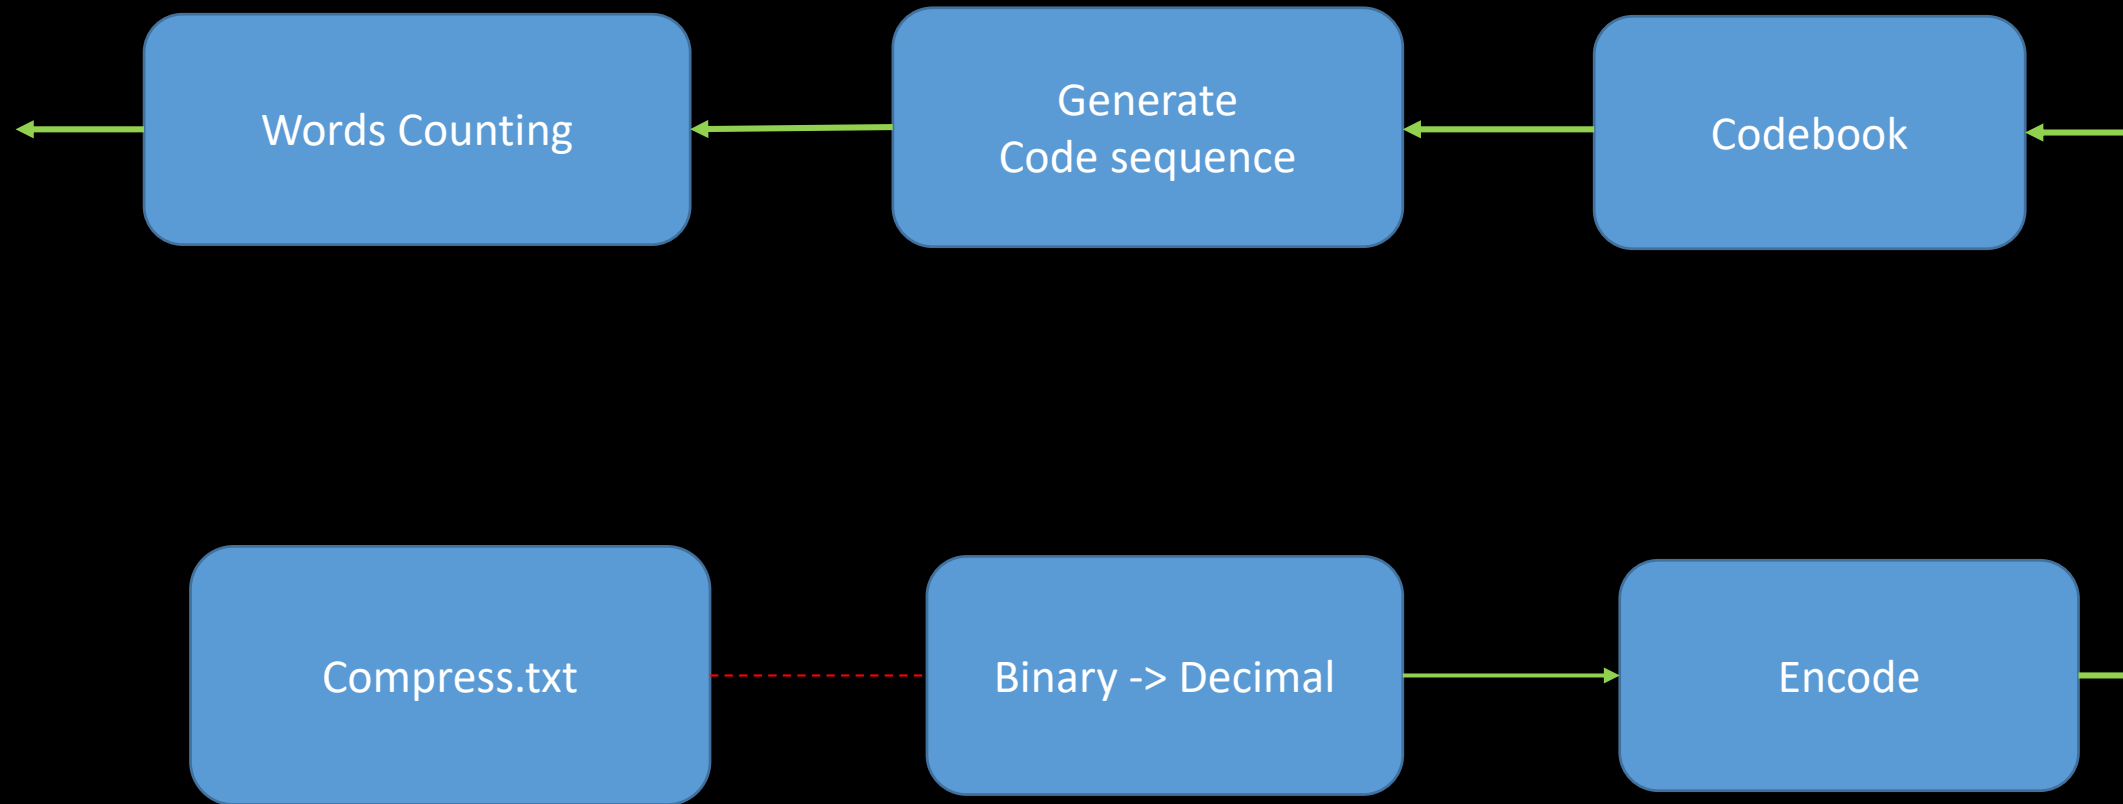 Words Counting
Generate
Code sequence
Codebook
Compress.txt
Binary -> Decimal
Encode